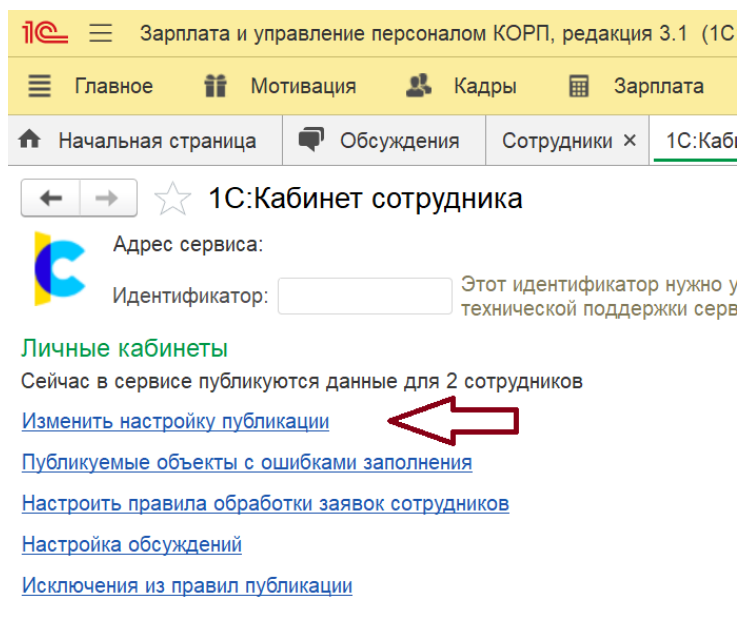 1С Зарплата и управление персоналом КОРП, редакция 3.1 (1С
Главное Мотивация Кадры Зарплата
Начальная страница Обсуждения Сотрудники × 1С:Каб
1С:Кабинет сотрудника
Адрес сервиса:
Идентификатор:
Этот идентификатор нужно у
технической поддержки серв
Личные кабинеты
Сейчас в сервисе публикуются данные для 2 сотрудников
Изменить настройку публикации
Публикуемые объекты с ошибками заполнения
Настроить правила обработки заявок сотрудников
Настройка обсуждений
Исключения из правил публикации